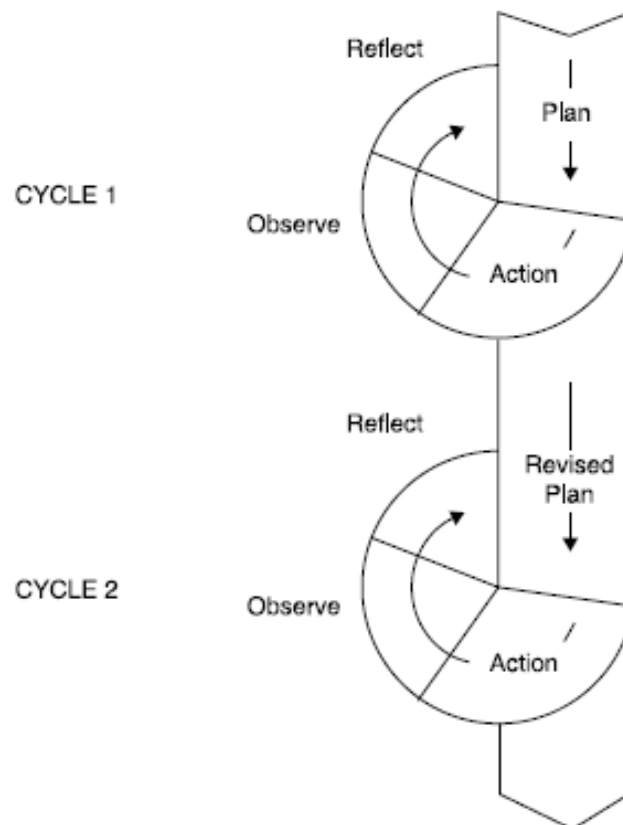 Reflect
Plan
CYCLE 1
Observe
Action
Reflect
Revised
Plan
CYCLE 2
Observe
Action